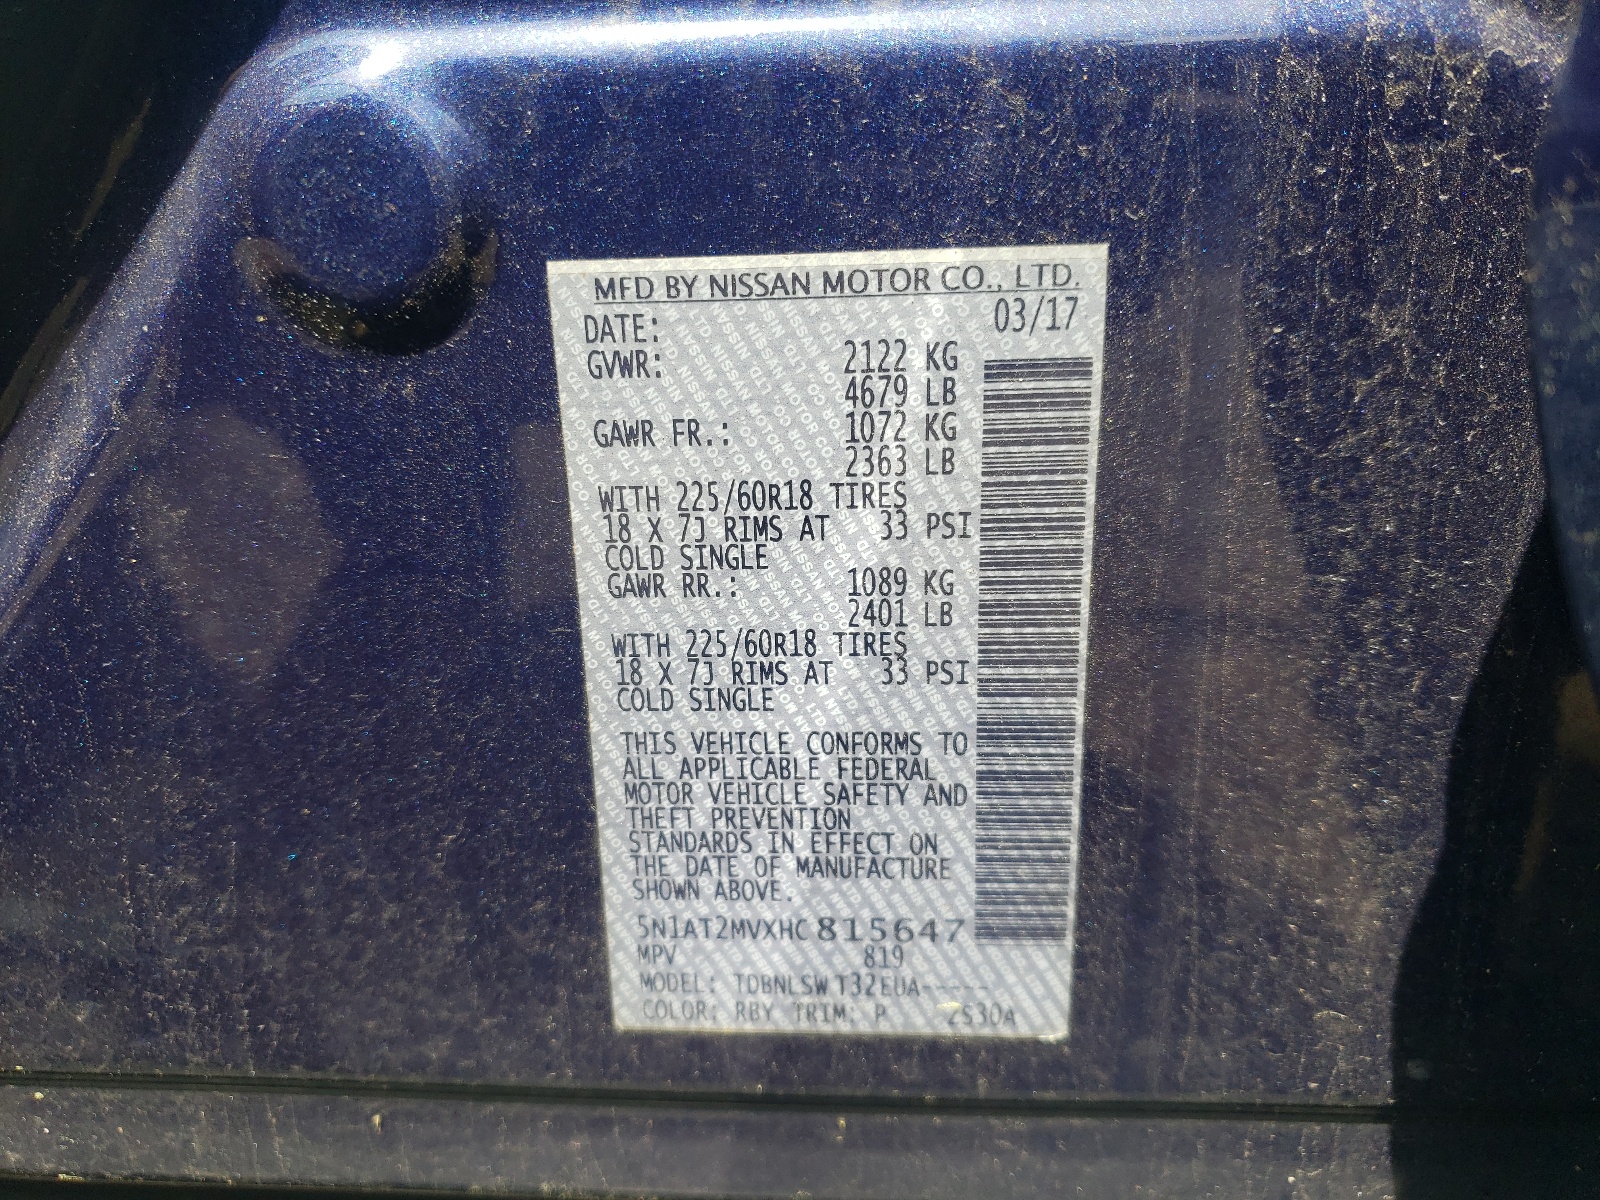 MFD BY NISSAN MOTOR CO., LTD.
DATE: 03/17
GVWR: 2122 KG
4679 LB
GAWR FR.: 1072 KG
2363 LB
WITH 225/60R18 TIRES
18 X 7J RIMS AT 33 PSI
COLD SINGLE
GAWR RR.: 1089 KG
2401 LB
WITH 225/60R18 TIRES
18 X 7J RIMS AT 33 PSI
COLD SINGLE
THIS VEHICLE CONFORMS TO
ALL APPLICABLE FEDERAL
MOTOR VEHICLE SAFETY AND
THEFT PREVENTION
STANDARDS IN EFFECT ON
THE DATE OF MANUFACTURE
SHOWN ABOVE.
5N1AT2MVXHC815647
MPV 819
MODEL: TDBNLSWT32EUA-----
COLOR: RBY TRIM: P ZS30A